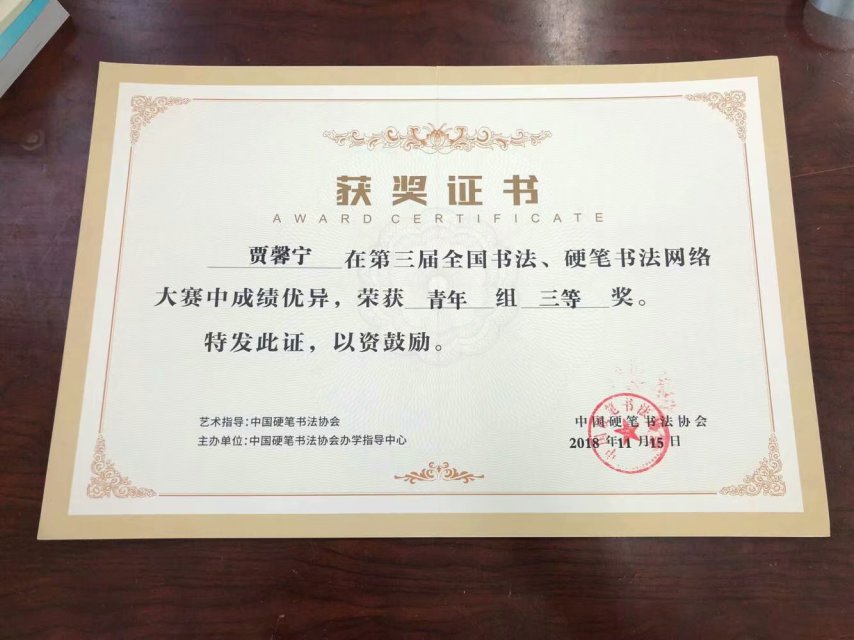 获奖证书
AWARD CERTIFICATE
贾馨宁 在第三届全国书法、硬笔书法网络
大赛中成绩优异，荣获 青年 组 三等 奖。
特发此证，以资鼓励。
艺术指导：中国硬笔书法协会
主办单位：中国硬笔书法协会办学指导中心
中国硬笔书法协会
2018 年 11 月 15 日